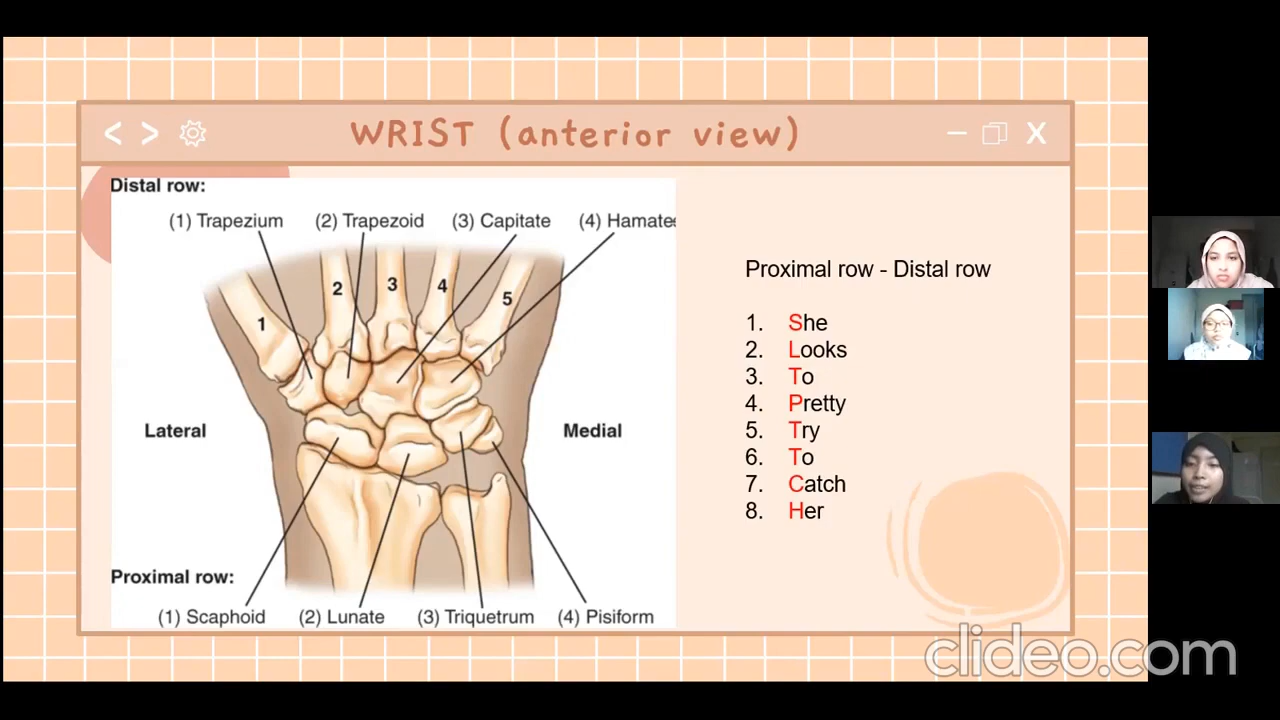 WRIST (anterior view)
Distal row:
(1) Trapezium (2) Trapezoid (3) Capitate (4) Hamate
1 2 3 4 5
Lateral Medial
Proximal row:
(1) Scaphoid (2) Lunate (3) Triquetrum (4) Pisiform
Proximal row - Distal row
1. She
2. Looks
3. To
4. Pretty
5. Try
6. To
7. Catch
8. Her
clideo.com